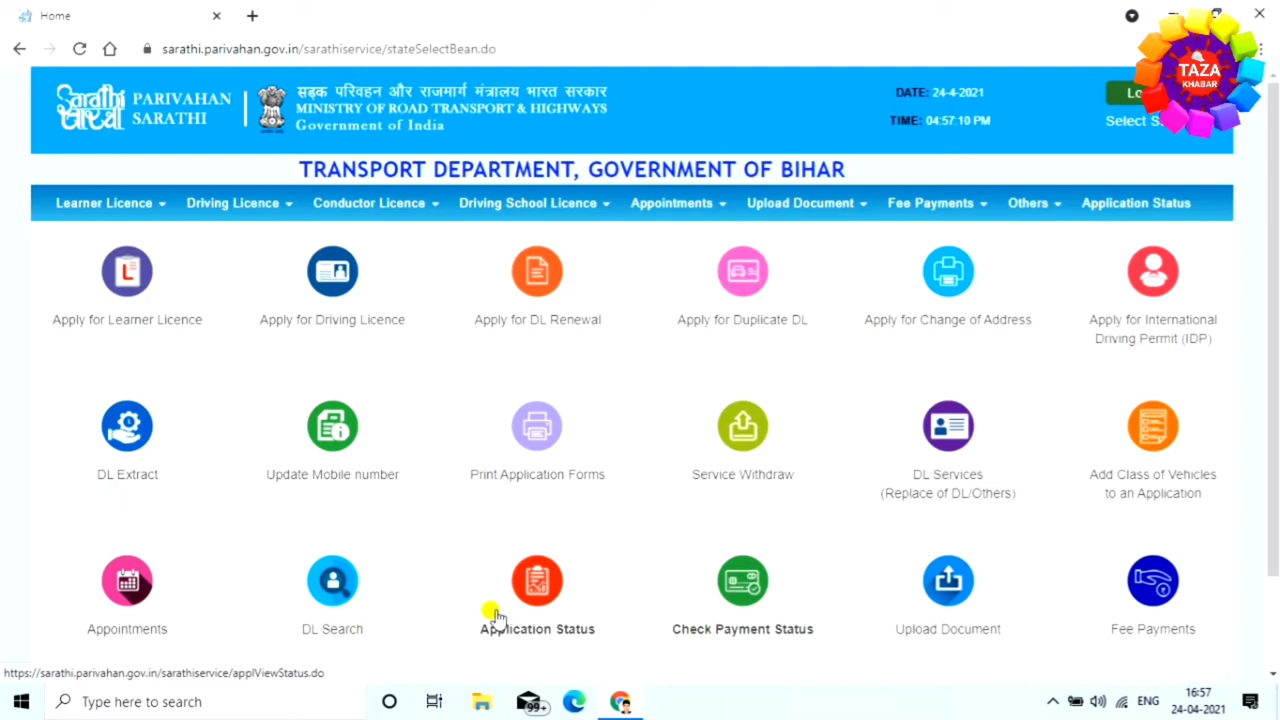 Home
sarathi.parivahan.gov.in/sarathiservice/stateSelectBean.do
TAZA
KHABAR
सारथी
PARIVAHAN
SARATHI
सड़क परिवहन और राजमार्ग मंत्रालय भारत सरकार
MINISTRY OF ROAD TRANSPORT & HIGHWAYS
Government of India
DATE: 24-4-2021
TIME: 04:57:10 PM
Select
TRANSPORT DEPARTMENT, GOVERNMENT OF BIHAR
Learner Licence Driving Licence Conductor Licence Driving School Licence Appointments Upload Document Fee Payments Others Application Status
Apply for Learner Licence
Apply for Driving Licence
Apply for DL Renewal
Apply for Duplicate DL
Apply for Change of Address
Apply for International
Driving Permit (IDP)
DL Extract
Update Mobile number
Print Application Forms
Service Withdraw
DL Services
(Replace of DL/Others)
Add Class of Vehicles
to an Application
Appointments
DL Search
Application Status
Check Payment Status
Upload Document
Fee Payments
https://sarathi.parivahan.gov.in/sarathiservice/applViewStatus.do
Type here to search
99+
ENG
16:57
24-04-2021